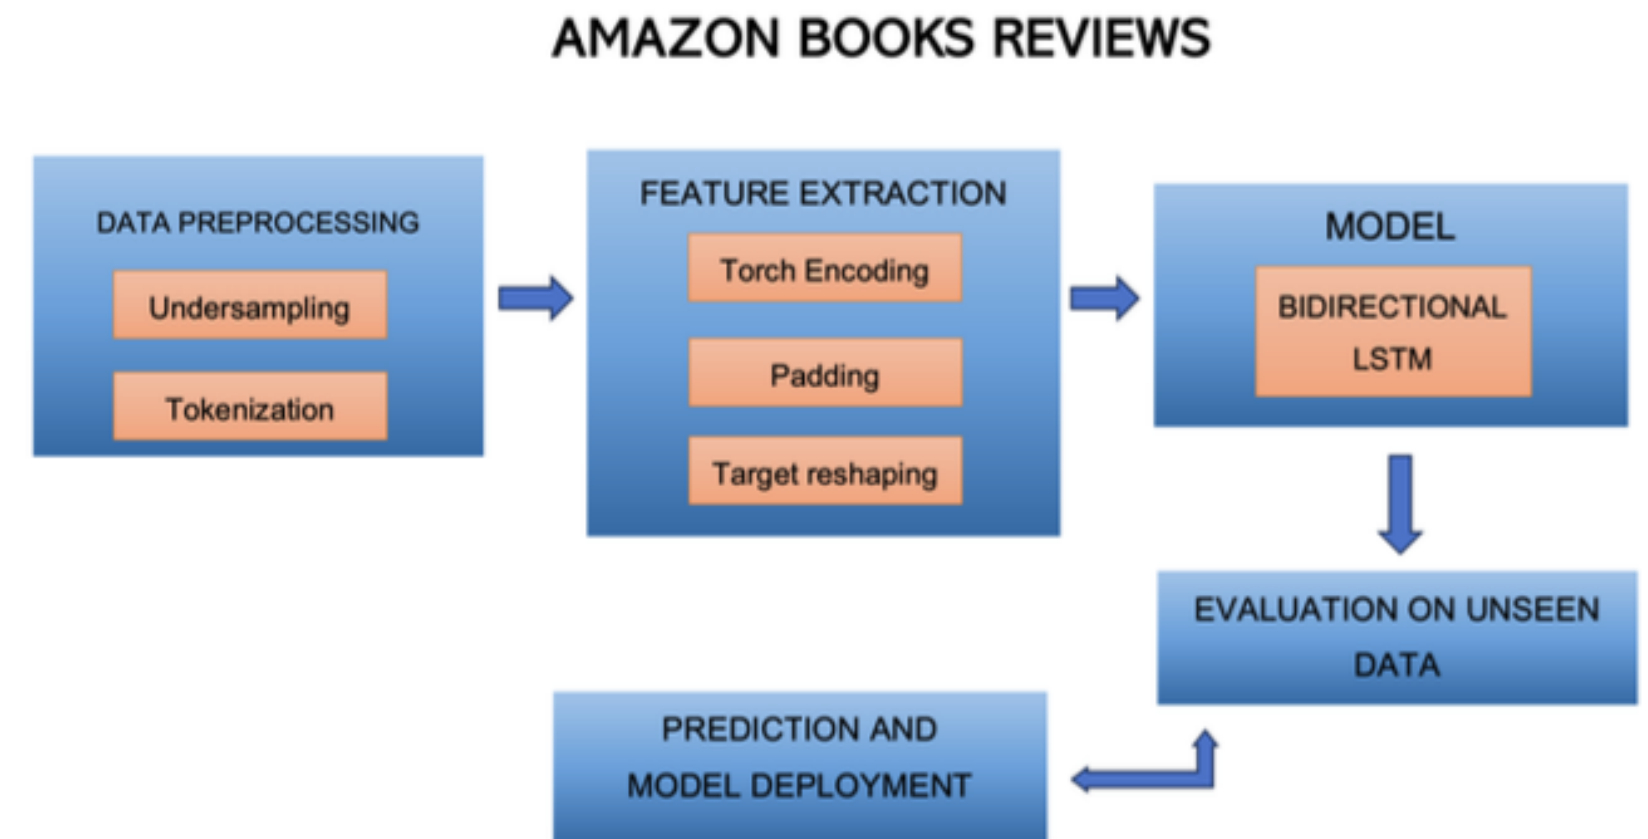 AMAZON BOOKS REVIEWS
DATA PREPROCESSING
Undersampling
Tokenization
FEATURE EXTRACTION
Torch Encoding
Padding
Target reshaping
MODEL
BIDIRECTIONAL
LSTM
EVALUATION ON UNSEEN
DATA
PREDICTION AND
MODEL DEPLOYMENT